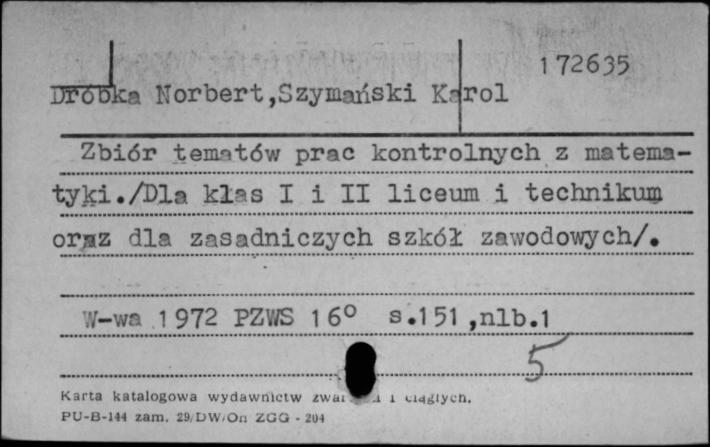 172635
Dróbka Norbert,Szymański Karol
Zbiór tematów prac kontrolnych z matema-
tyki./Dla klas I i II liceum i technikum
oraz dla zasadniczych szkół zawodowych/.
W-wa 1972 PZWS 16° s.151,nlb.1
5
Karta katalogowa wydawnictw i ciągłych.
PU-B-144 zam. 29/DW/On ZGG - 204